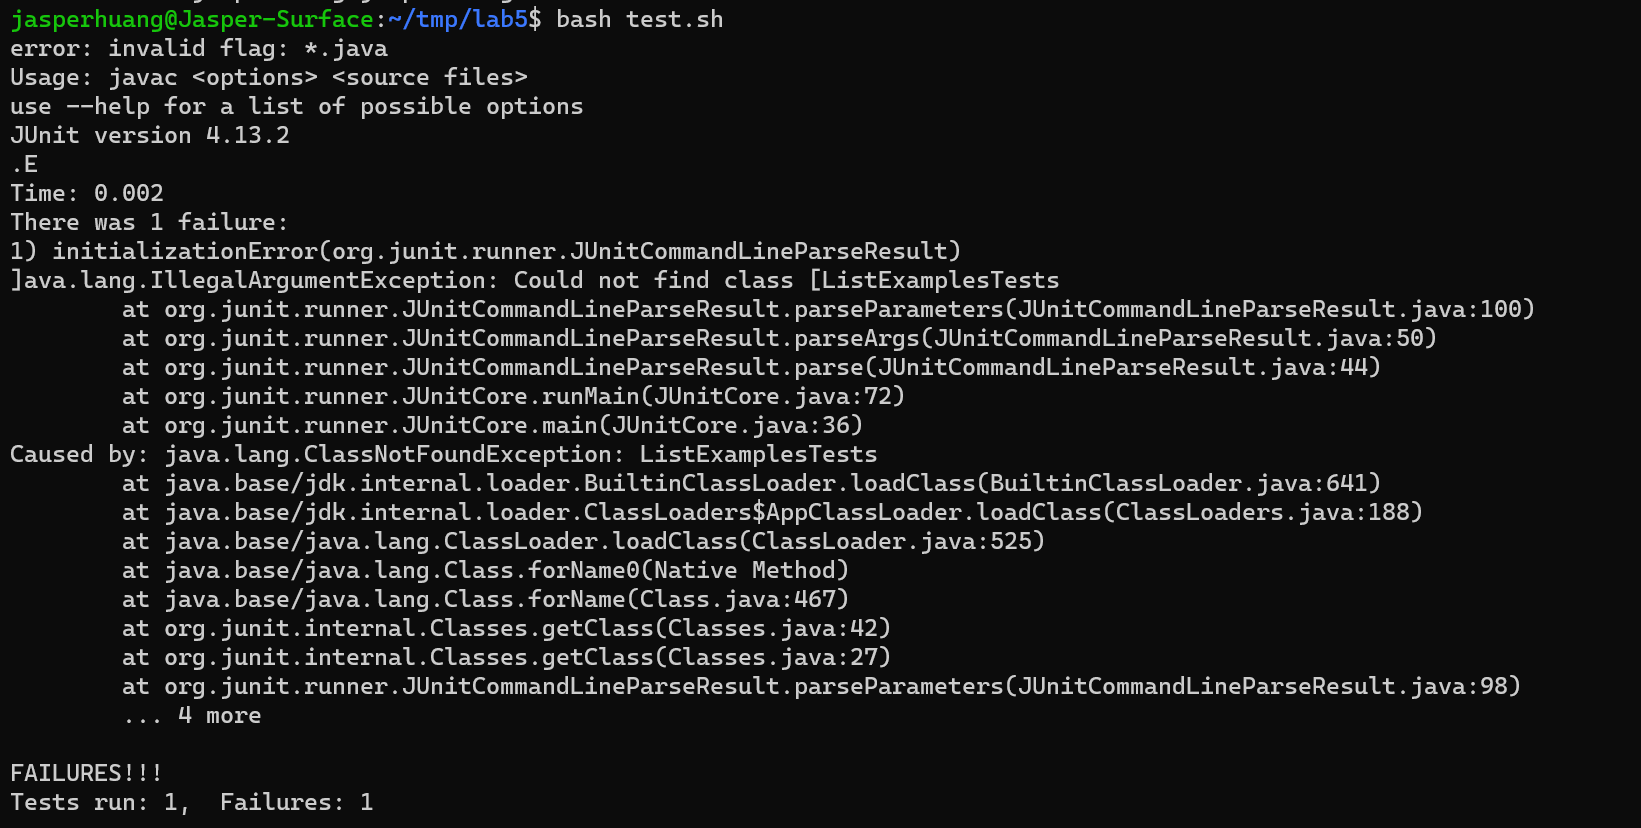 jasperhuang@Jasper-Surface:~/tmp/lab5$ bash test.sh
error: invalid flag: *.java
Usage: javac <options> <source files>
use --help for a list of possible options
JUnit version 4.13.2
.E
Time: 0.002
There was 1 failure:
1) initializationError(org.junit.runner.JUnitCommandLineParseResult)
]java.lang.IllegalArgumentException: Could not find class [ListExamplesTests
        at org.junit.runner.JUnitCommandLineParseResult.parseParameters(JUnitCommandLineParseResult.java:100)
        at org.junit.runner.JUnitCommandLineParseResult.parseArgs(JUnitCommandLineParseResult.java:50)
        at org.junit.runner.JUnitCommandLineParseResult.parse(JUnitCommandLineParseResult.java:44)
        at org.junit.runner.JUnitCore.runMain(JUnitCore.java:72)
        at org.junit.runner.JUnitCore.main(JUnitCore.java:36)
Caused by: java.lang.ClassNotFoundException: ListExamplesTests
        at java.base/jdk.internal.loader.BuiltinClassLoader.loadClass(BuiltinClassLoader.java:641)
        at java.base/jdk.internal.loader.ClassLoaders$AppClassLoader.loadClass(ClassLoaders.java:188)
        at java.base/java.lang.ClassLoader.loadClass(ClassLoader.java:525)
        at java.base/java.lang.Class.forName0(Native Method)
        at java.base/java.lang.Class.forName(Class.java:467)
        at org.junit.internal.Classes.getClass(Classes.java:42)
        at org.junit.internal.Classes.getClass(Classes.java:27)
        at org.junit.runner.JUnitCommandLineParseResult.parseParameters(JUnitCommandLineParseResult.java:98)
        ... 4 more

FAILURES!!!
Tests run: 1,  Failures: 1